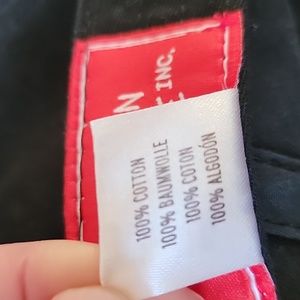 INC.
100% COTTON
100% BAUMWOLLE
100% COTON
100% ALGODÓN